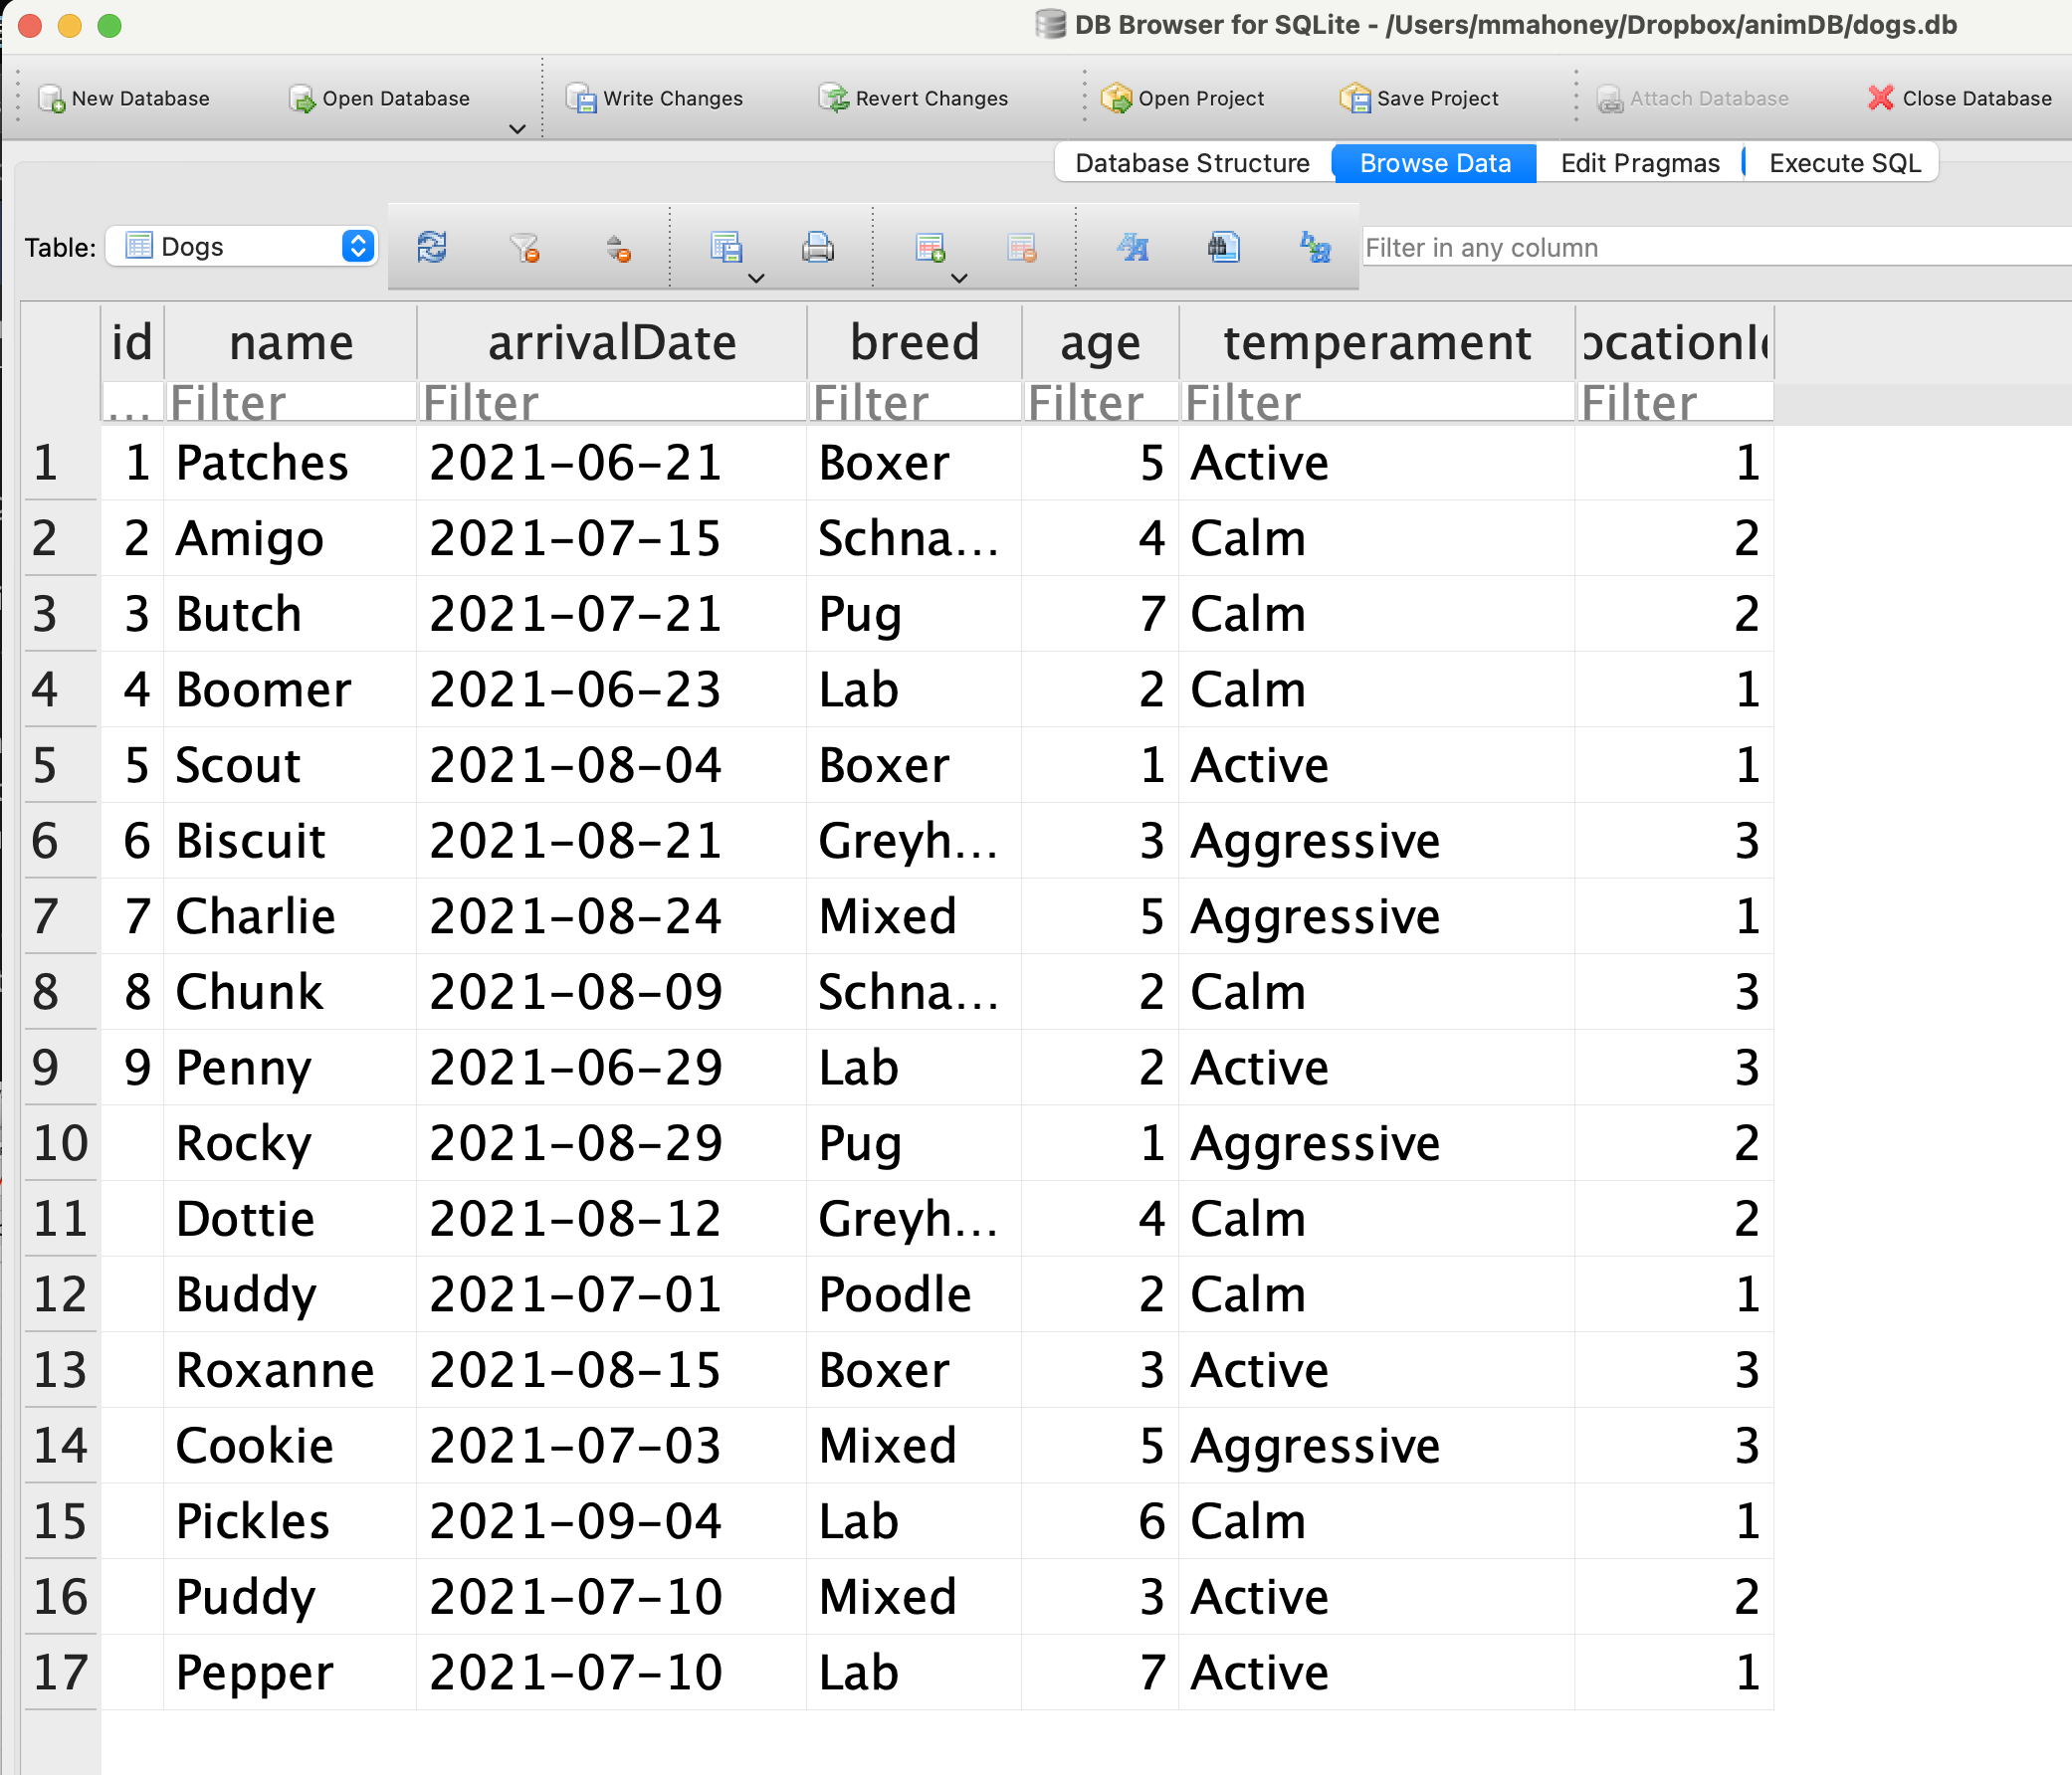 DB Browser for SQLite - /Users/mmahoney/Dropbox/animDB/dogs.db
New Database Open Database Write Changes Revert Changes Open Project Save Project Attach Database Close Database
Database Structure Browse Data Edit Pragmas Execute SQL
Table: Dogs Filter in any column
id name arrivalDate breed age temperament ocationI
... Filter Filter Filter Filter Filter Filter
1 1 Patches 2021-06-21 Boxer 5 Active 1
2 2 Amigo 2021-07-15 Schna... 4 Calm 2
3 3 Butch 2021-07-21 Pug 7 Calm 2
4 4 Boomer 2021-06-23 Lab 2 Calm 1
5 5 Scout 2021-08-04 Boxer 1 Active 1
6 6 Biscuit 2021-08-21 Greyh... 3 Aggressive 3
7 7 Charlie 2021-08-24 Mixed 5 Aggressive 1
8 8 Chunk 2021-08-09 Schna... 2 Calm 3
9 9 Penny 2021-06-29 Lab 2 Active 3
10 Rocky 2021-08-29 Pug 1 Aggressive 2
11 Dottie 2021-08-12 Greyh... 4 Calm 2
12 Buddy 2021-07-01 Poodle 2 Calm 1
13 Roxanne 2021-08-15 Boxer 3 Active 3
14 Cookie 2021-07-03 Mixed 5 Aggressive 3
15 Pickles 2021-09-04 Lab 6 Calm 1
16 Puddy 2021-07-10 Mixed 3 Active 2
17 Pepper 2021-07-10 Lab 7 Active 1